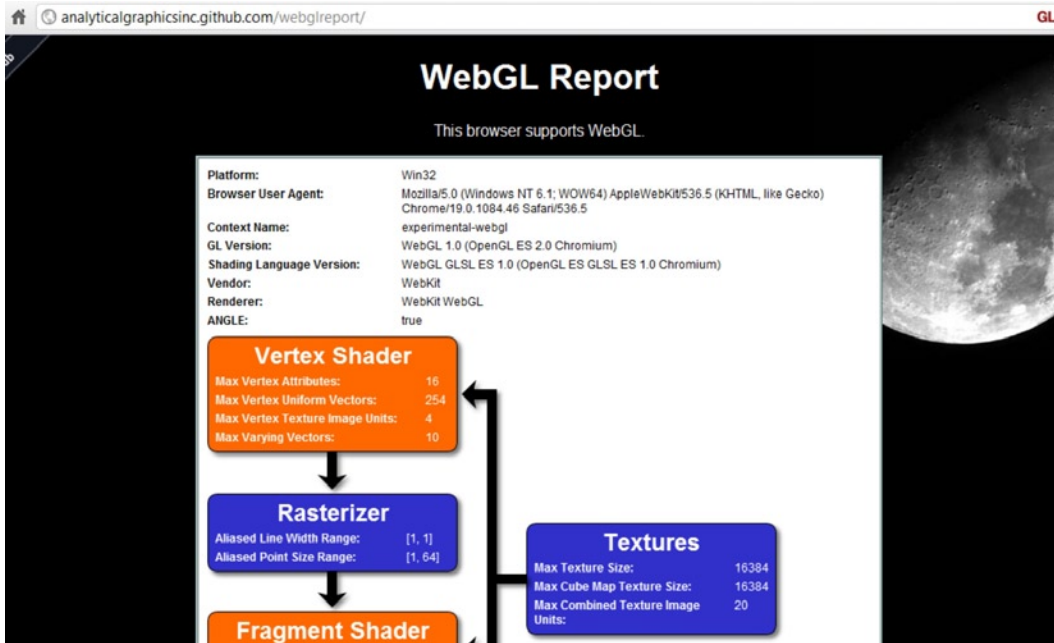 analyticalgraphicsinc.github.com/webglreport/
GL
WebGL Report
This browser supports WebGL.
Platform: Win32
Browser User Agent: Mozilla/5.0 (Windows NT 6.1; WOW64) AppleWebKit/536.5 (KHTML, like Gecko)
Chrome/19.0.1084.46 Safari/536.5
Context Name: experimental-webgl
GL Version: WebGL 1.0 (OpenGL ES 2.0 Chromium)
Shading Language Version: WebGL GLSL ES 1.0 (OpenGL ES GLSL ES 1.0 Chromium)
Vendor: WebKit
Renderer: WebKit WebGL
ANGLE: true
Vertex Shader
Max Vertex Attributes: 16
Max Vertex Uniform Vectors: 254
Max Vertex Texture Image Units: 4
Max Varying Vectors: 10
Rasterizer
Aliased Line Width Range: [1, 1]
Aliased Point Size Range: [1, 64]
Textures
Max Texture Size: 16384
Max Cube Map Texture Size: 16384
Max Combined Texture Image 20
Units:
Fragment Shader